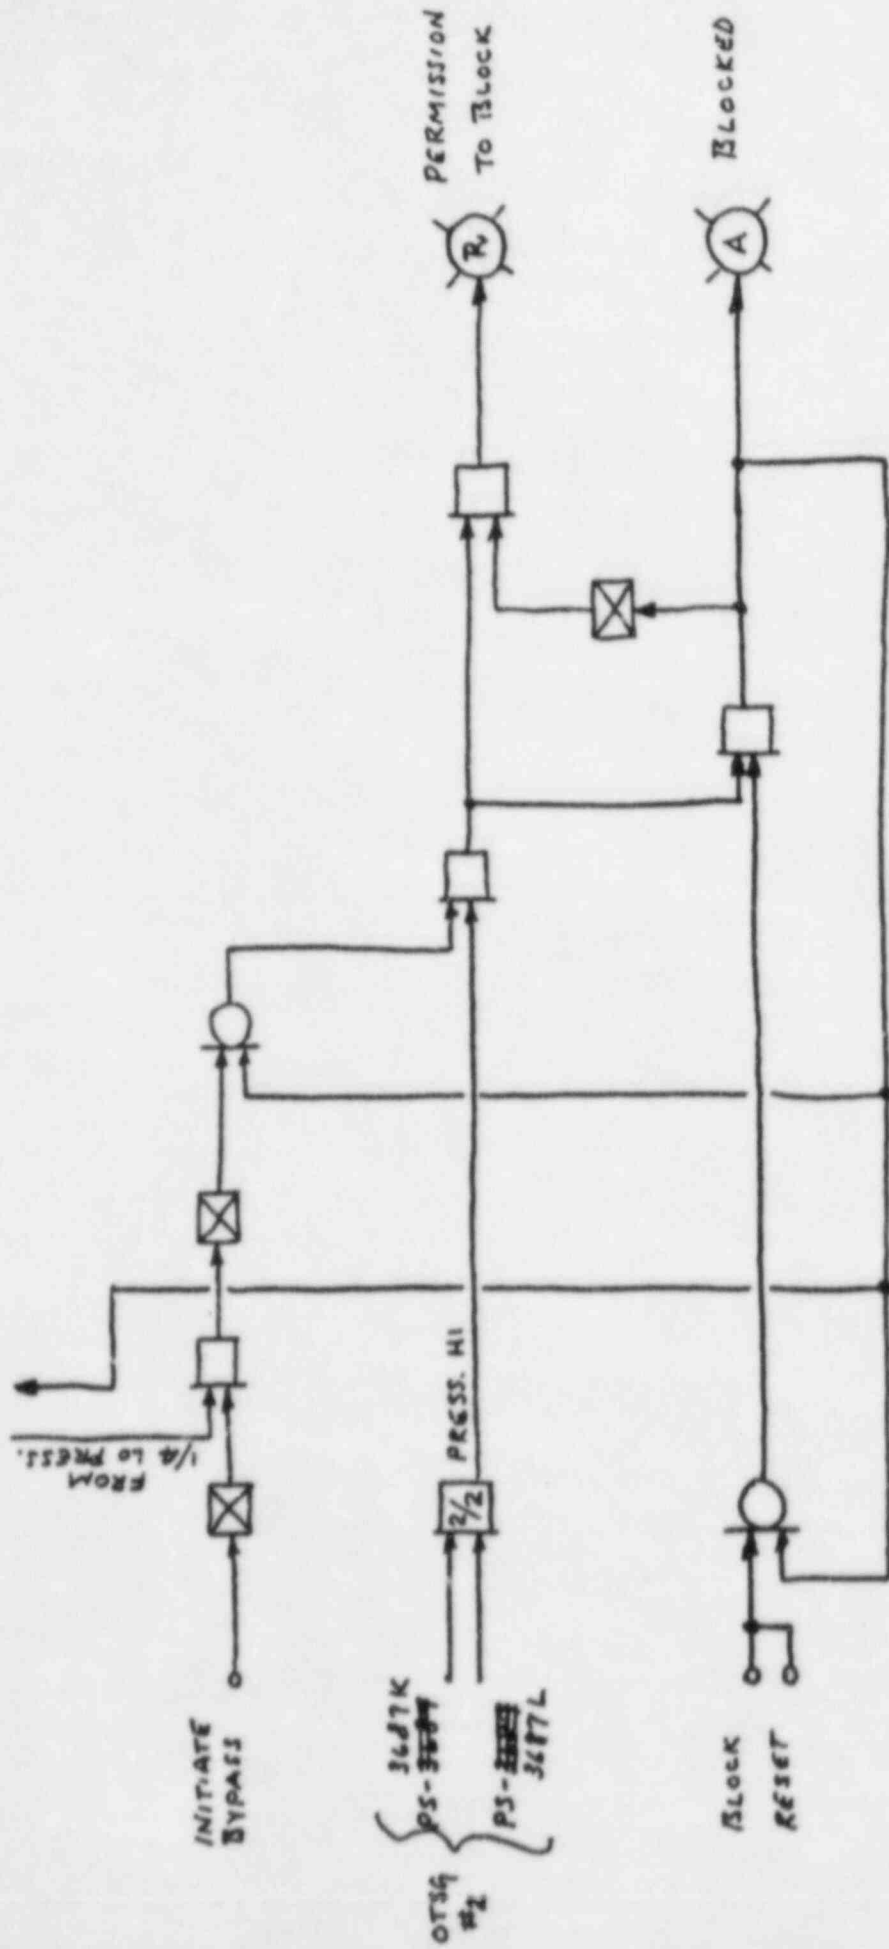 INITIATE
BYPASS
FROM
1/4 LO PRESS.
OTSG
#2
3687K
PS-
PS-
3687L
2/2
PRESS. HI
BLOCK
RESET
R
PERMISSION
TO BLOCK
A
BLOCKED